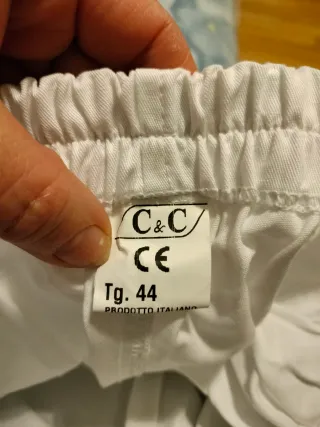 C&C
CE
Tg. 44
PRODOTTO ITALIANO